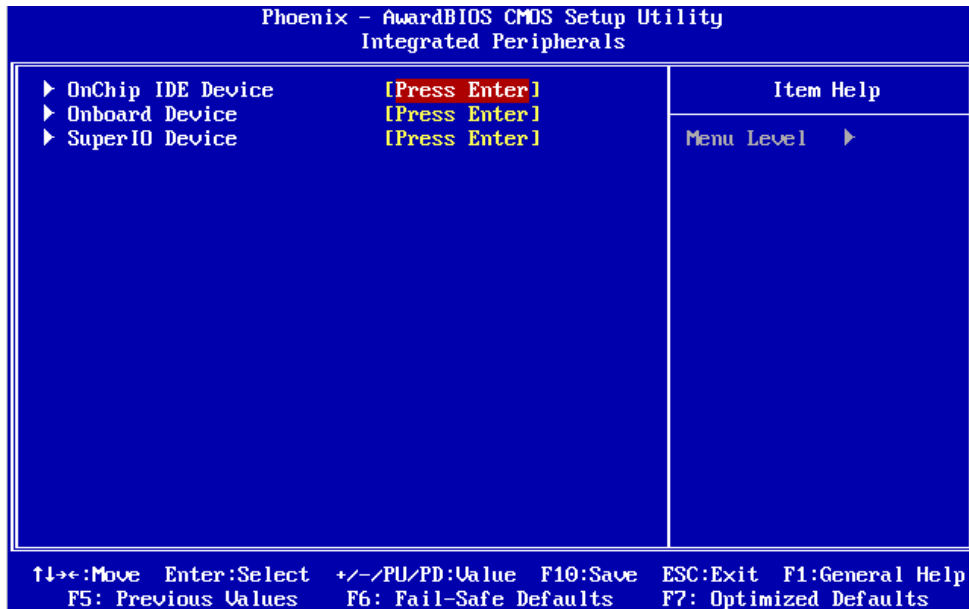 Phoenix - AwardBIOS CMOS Setup Utility
Integrated Peripherals
▶ OnChip IDE Device [Press Enter]
▶ Onboard Device [Press Enter]
▶ SuperIO Device [Press Enter]
Item Help
Menu Level ▶
↑↓→←:Move Enter:Select +/-/PU/PD:Value F10:Save ESC:Exit F1:General Help
F5: Previous Values F6: Fail-Safe Defaults F7: Optimized Defaults